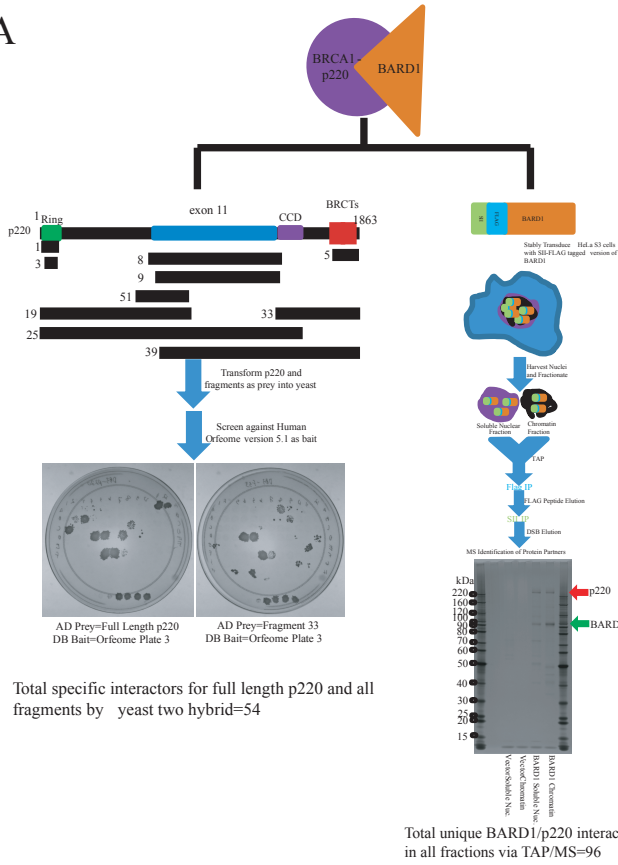 A
BRCA1-
p220
BARD1
1
Ring
exon 11
CCD
BRCTs
1863
p220
1
3
8
9
5
51
19
33
25
39
Transform p220 and
fragments as prey into yeast
Screen against Human
Orfeome version 5.1 as bait
AD Prey=Full Length p220
DB Bait=Orfeome Plate 3
AD Prey=Fragment 33
DB Bait=Orfeome Plate 3
Total specific interactors for full length p220 and all
fragments by yeast two hybrid=54
SII
FLAG
BARD1
Stably Transduce HeLa S3 cells
with SII-FLAG tagged version of
BARD1
Harvest Nuclei
and Fractionate
Soluble Nuclear
Fraction
Chromatin
Fraction
TAP
Flag IP
FLAG Peptide Elution
SII IP
DSB Elution
MS Identification of Protein Partners
kDa
220
160
120
100
90
80
70
60
50
40
30
25
20
15
p220
BARD
VectorSoluble Nuc.
VectorChromatin
BARD1 Soluble Nuc.
BARD1 Chromatin
Total unique BARD1/p220 interac
in all fractions via TAP/MS=96